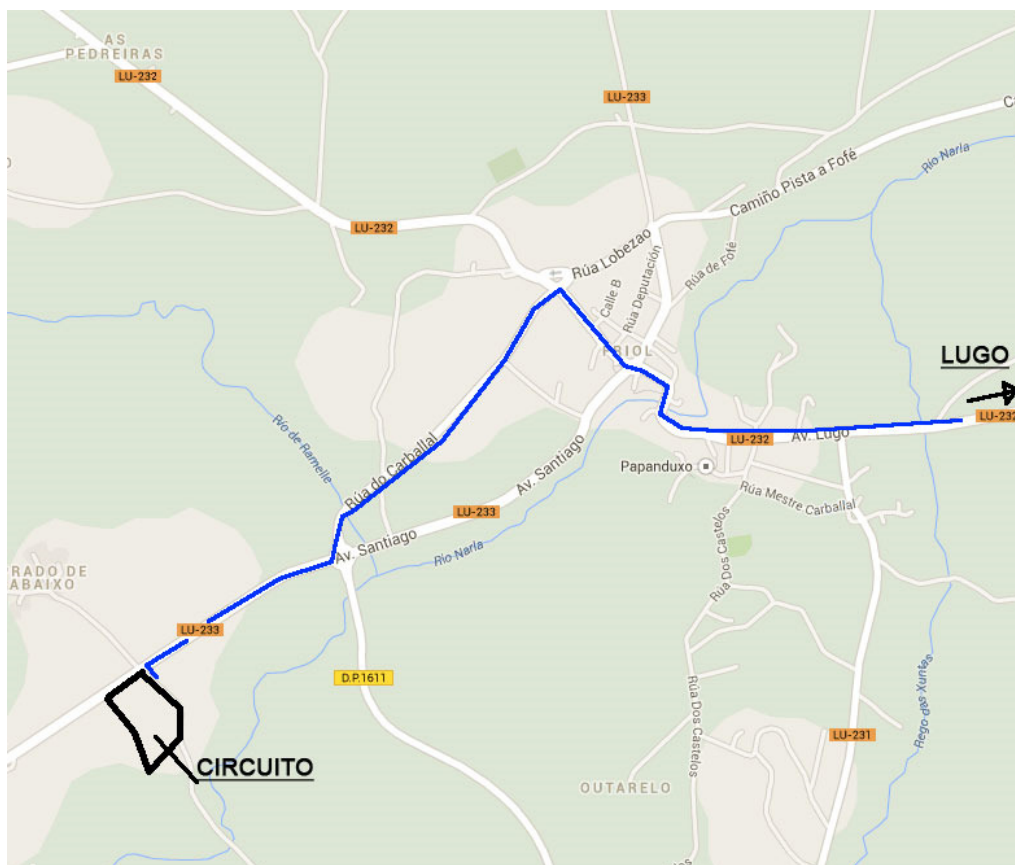 AS
PEDREIRAS
LU-232
LU-233
Río Narla
Camiño Pista a Fofé
LU-232
Rúa Lobezao
Rúa de Fofé
Rúa Deputación
Calle B
FRIOL
LUGO
LU-232
LU-232
Av. Lugo
Río de Ramelle
Rúa do Carballal
Papanduxo
Av. Santiago
Rúa Mestre Carballal
LU-233
Av. Santiago
Río Narla
Rúa Dos Castelos
ABAIXO
LU-233
D.P.1611
Rego das Xuntas
Rúa Dos Castelos
LU-231
CIRCUITO
OUTARELO